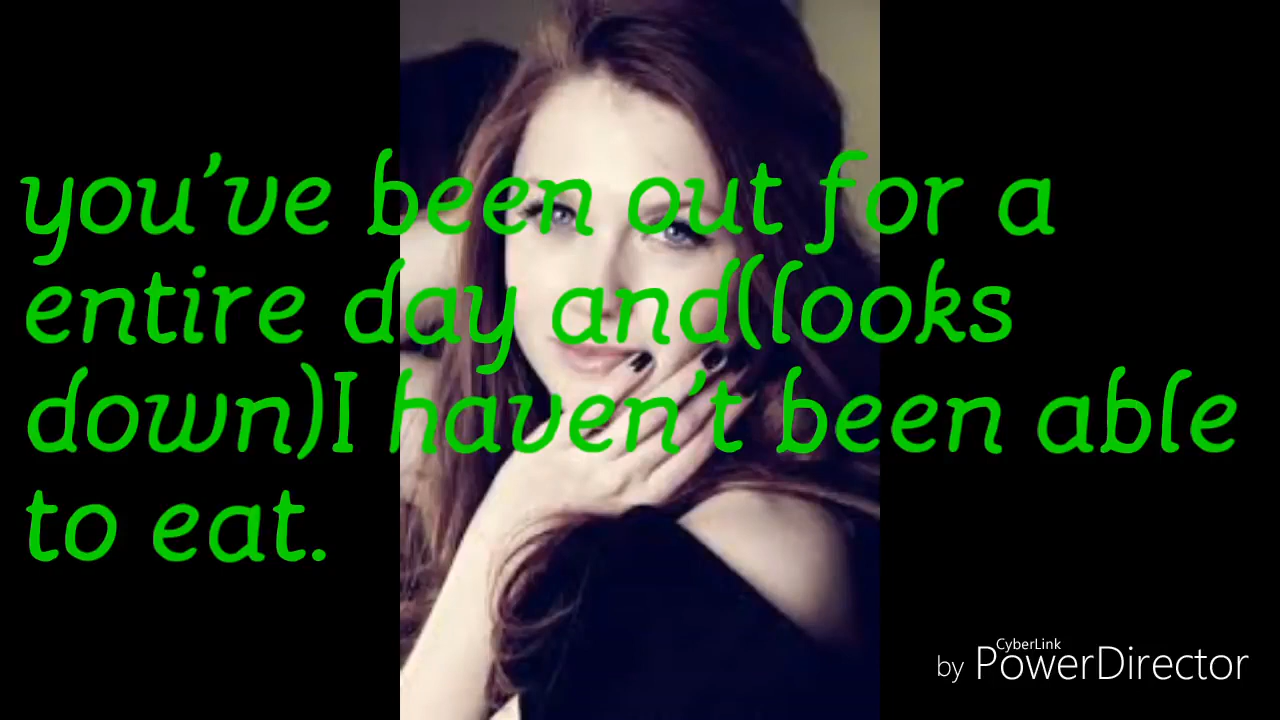 you've been out for a
entire day and(looks
down)I haven't been able
to eat.
CyberLink
by PowerDirector